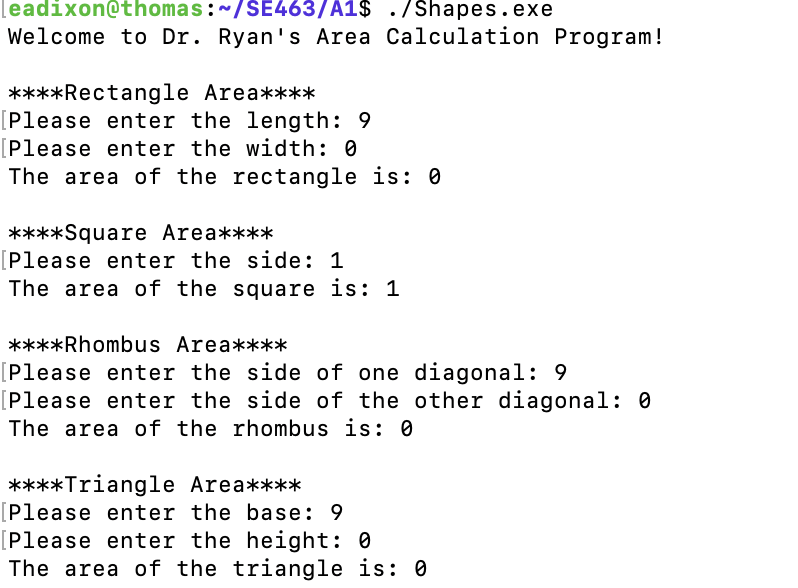 [eadixon@thomas:~/SE463/A1$ ./Shapes.exe
Welcome to Dr. Ryan's Area Calculation Program!
****Rectangle Area****
[Please enter the length: 9
[Please enter the width: 0
The area of the rectangle is: 0
****Square Area****
[Please enter the side: 1
The area of the square is: 1
****Rhombus Area****
[Please enter the side of one diagonal: 9
[Please enter the side of the other diagonal: 0
The area of the rhombus is: 0
****Triangle Area****
[Please enter the base: 9
[Please enter the height: 0
The area of the triangle is: 0